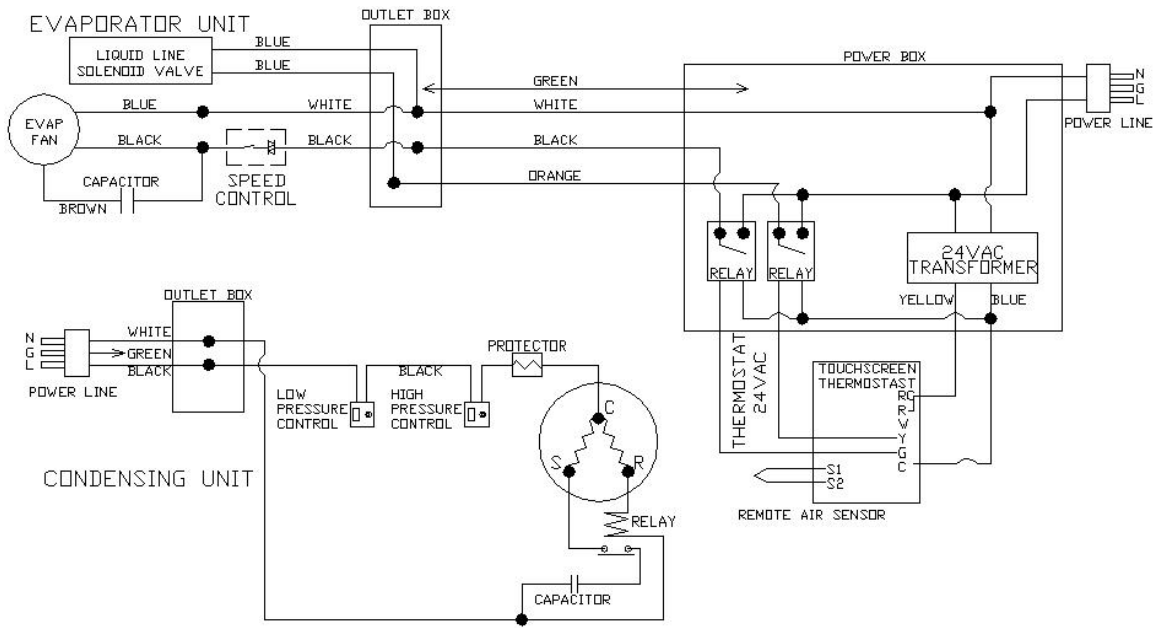 EVAPORATOR UNIT
OUTLET BOX
LIQUID LINE
SOLENOID VALVE
BLUE
BLUE
POWER BOX
GREEN
N
G
L
POWER LINE
EVAP
FAN
BLUE
WHITE
WHITE
BLACK
BLACK
BLACK
SPEED
CONTROL
CAPACITOR
BROWN
ORANGE
RELAY
RELAY
24VAC
TRANSFORMER
YELLOW
BLUE
OUTLET BOX
N
G
L
POWER LINE
WHITE
GREEN
BLACK
LOW
PRESSURE
CONTROL
BLACK
HIGH
PRESSURE
CONTROL
PROTECTOR
C
S
R
RELAY
CAPACITOR
CONDENSING UNIT
THERMOSTAT
24VAC
TOUCHSCREEN
THERMOSTAST
RC
R
W
Y
G
C
S1
S2
REMOTE AIR SENSOR